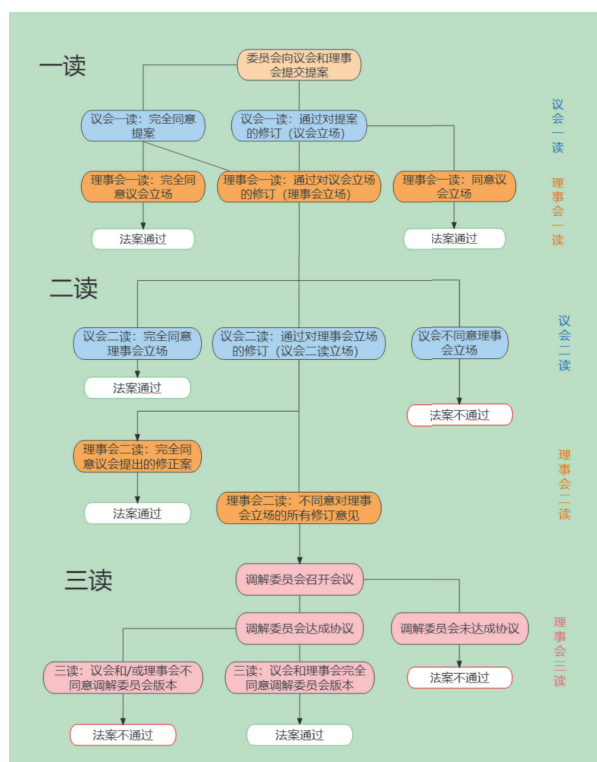 一读
委员会向议会和理事
会提交提案
议会一读：完全同意
提案
议会一读：通过对提案
的修订（议会立场）
议会一读
理事会一读：完全同
意议会立场
理事会一读：通过对议会立场
的修订（理事会立场）
理事会一读：同意议
会立场
理事会一读
法案通过
法案通过
二读
议会二读：完全同意
理事会立场
议会二读：通过对理事会立场
的修订（议会二读立场）
议会不同意理事
会立场
议会二读
法案通过
法案不通过
理事会二读：完全同
意议会提出的修正案
理事会二读
法案通过
理事会二读：不同意对理事
会立场的所有修订意见
三读
调解委员会召开会议
调解委员会达成协议
调解委员会未达成协议
理事会三读
三读：议会和/或理事会不
同意调解委员会版本
三读：议会和理事会完全
同意调解委员会版本
法案不通过
法案不通过
法案通过